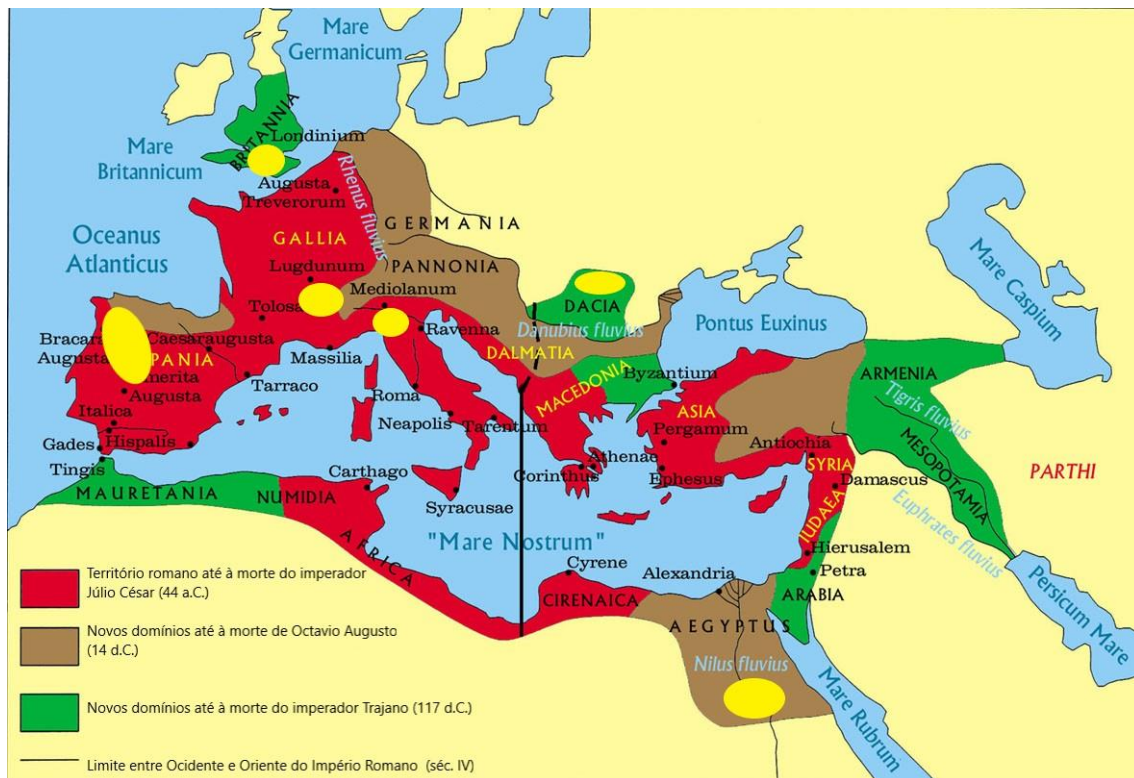 Mare
Germanicum
BRITANNIA
Londinium
Mare
Britannicum
Augusta
Treverorum
Rhenus fluvius
GERMANIA
Oceanus
Atlanticus
GALLIA
PANNONIA
Lugdunum
Mediolanum
DACIA
Mare Caspium
Tolosa
Ravenna
Danubius fluvius
Pontus Euxinus
Bracara
Augusta
Caesaraugusta
PANIA
Massilia
DALMATIA
MACEDONIA
Byzantium
ARMENIA
Tigris fluvius
merita
Augusta
Tarraco
Roma
ASIA
Pergamum
Italica
Neapolis
Tarentum
Antiochia
MESOPOTAMIA
Gades
Hispalis
Athenae
Corinthus
Ephesus
SYRIA
PARTHI
Tingis
Carthago
Damascus
MAURETANIA
NUMIDIA
Syracusae
IUDAEA
Euphrates fluvius
AFRICA
"Mare Nostrum"
Hierusalem
Cyrene
Alexandria
Petra
CIRENAICA
ARABIA
Persicum Mare
AEGYPTUS
Nilus fluvius
Mare Rubrum
Território romano até à morte do imperador
Júlio César (44 a.C.)
Novos domínios até à morte de Octavio Augusto
(14 d.C.)
Novos domínios até à morte do imperador Trajano (117 d.C.)
Limite entre Ocidente e Oriente do Império Romano (séc. IV)